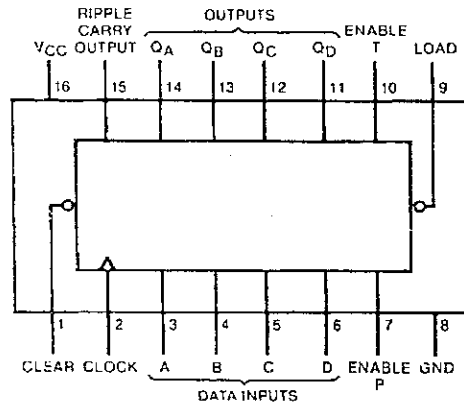 RIPPLE CARRY OUTPUT
OUTPUTS
ENABLE T
VCC QA QB QC QD LOAD
16 15 14 13 12 11 10 9
1 2 3 4 5 6 7 8
CLEAR CLOCK A B C D ENABLE P GND
DATA INPUTS